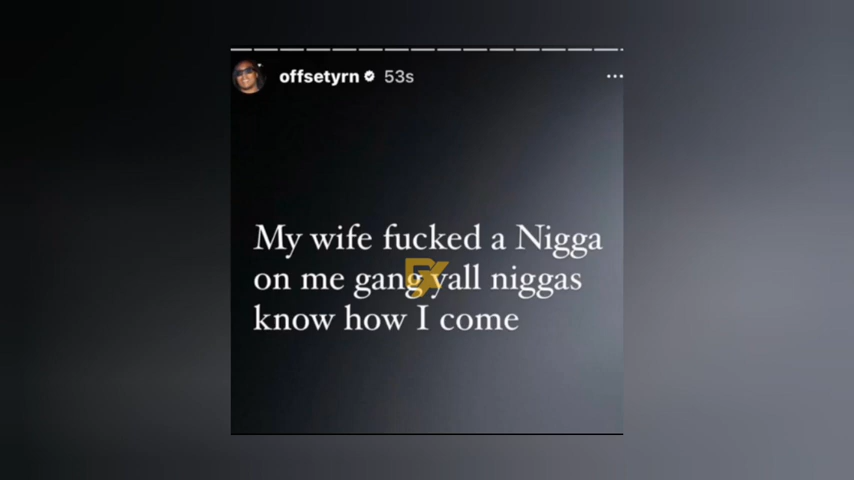 offsetyrn 53s
My wife fucked a Nigga
on me gang yall niggas
know how I come